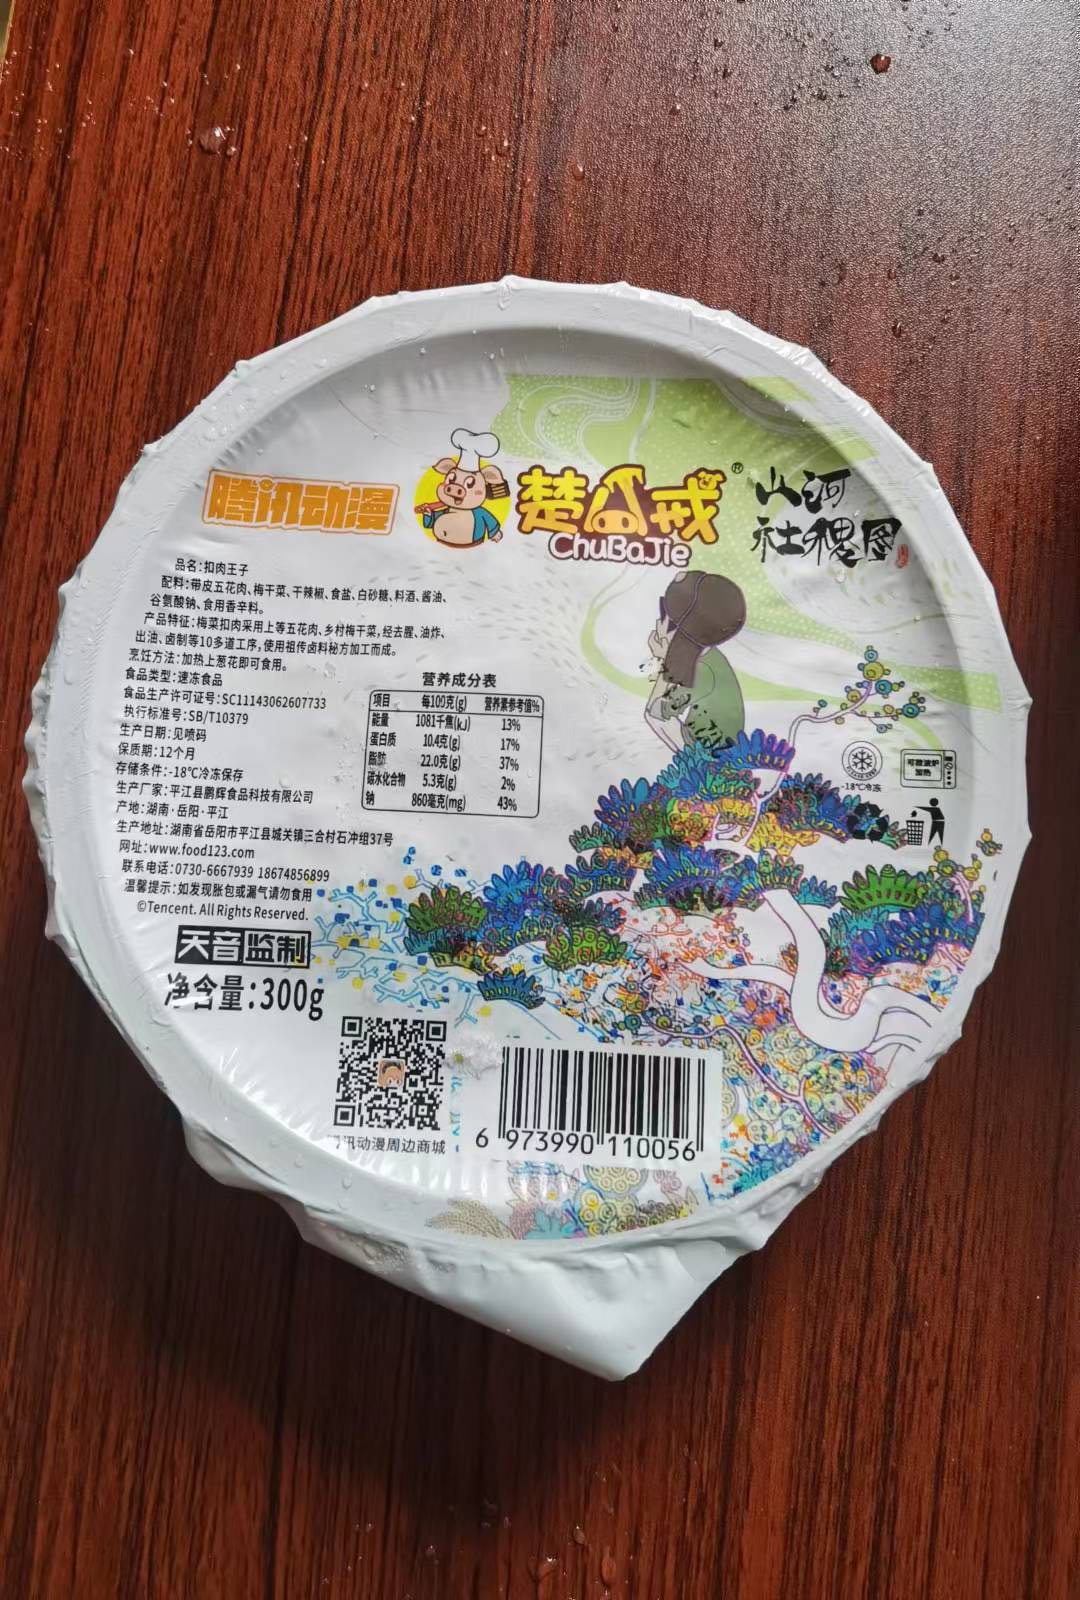 腾讯动漫
楚八戒®
ChuBaJie
山河
社稷图
品名:扣肉王子
配料:带皮五花肉、梅干菜、干辣椒、食盐、白砂糖、料酒、酱油、
谷氨酸钠、食用香辛料。
产品特征:梅菜扣肉采用上等五花肉、乡村梅干菜,经去腥、油炸、
出油、卤制等10多道工序,使用祖传卤料秘方加工而成。
烹饪方法:加热上葱花即可食用。
食品类型:速冻食品
食品生产许可证号:SC11143062607733
执行标准号:SB/T10379
生产日期:见喷码
保质期:12个月
存储条件:-18℃冷冻保存
生产厂家:平江县鹏辉食品科技有限公司
产地:湖南·岳阳·平江
生产地址:湖南省岳阳市平江县城关镇三合村石冲组37号
网址:www.food123.com
联系电话:0730-6667939 18674856899
温馨提示:如发现胀包或漏气请勿食用
©Tencent. All Rights Reserved.
营养成分表
项目 每100克(g) 营养素参考值%
能量 1081千焦(kJ) 13%
蛋白质 10.4克(g) 17%
脂肪 22.0克(g) 37%
碳水化合物 5.3克(g) 2%
钠 860毫克(mg) 43%
-18℃冷冻
可微波炉
加热
天音监制
净含量:300g
讯动漫周边商城
6 973990 110056